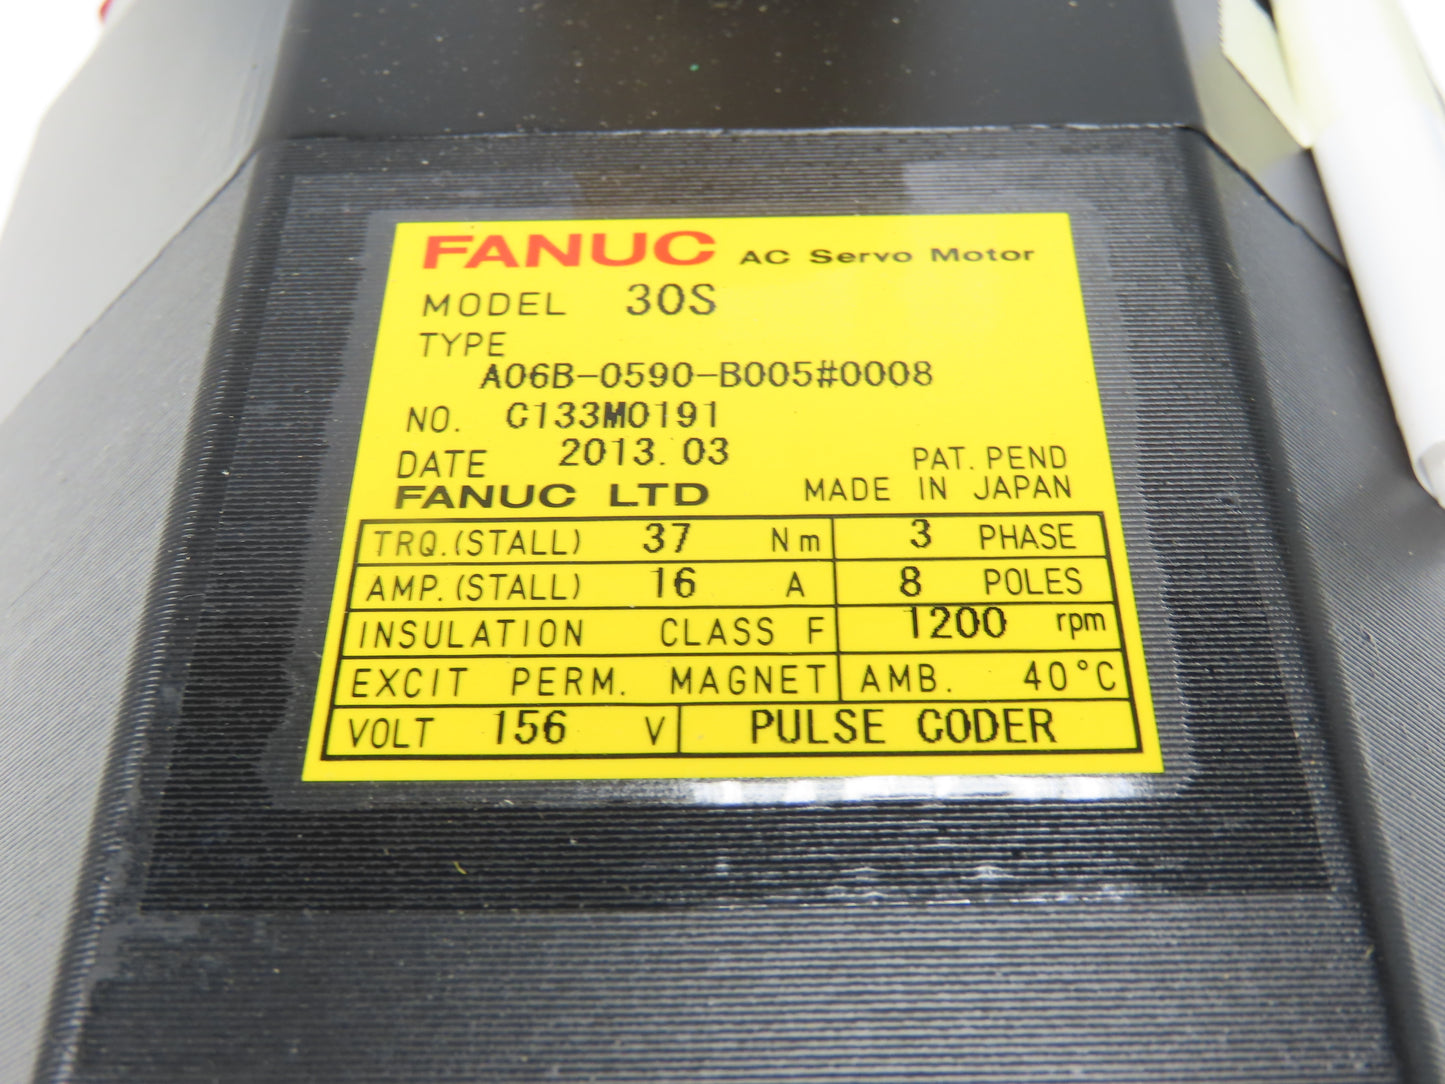 FANUC AC Servo Motor
MODEL 30S
TYPE
A06B-0590-B005#0008
NO. C133M0191
DATE 2013.03
PAT. PEND
FANUC LTD MADE IN JAPAN
TRQ.(STALL) 37 Nm 3 PHASE
AMP.(STALL) 16 A 8 POLES
INSULATION CLASS F 1200 rpm
EXCIT PERM. MAGNET AMB. 40°C
VOLT 156 V PULSE CODER